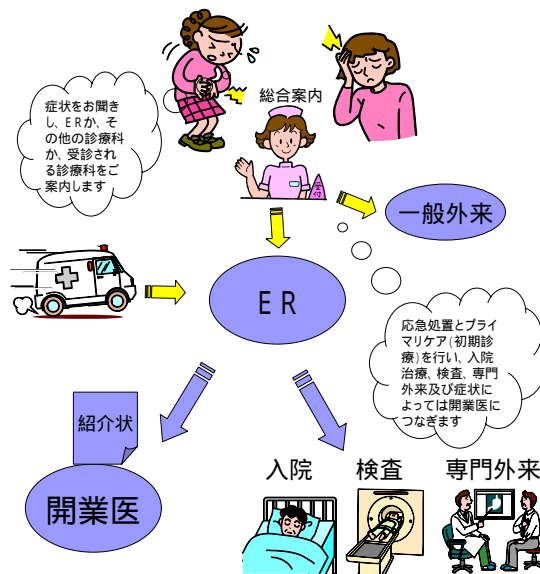 総合案内
症状をお聞き
し、ERか、そ
の他の診療科
か、受診され
る診療科をご
案内します
受付
一般外来
ER
応急処置とプライ
マリケア(初期診
療)を行い、入院
治療、検査、専門
外来及び症状に
よっては開業医に
つなぎます
紹介状
開業医
入院
検査
専門外来